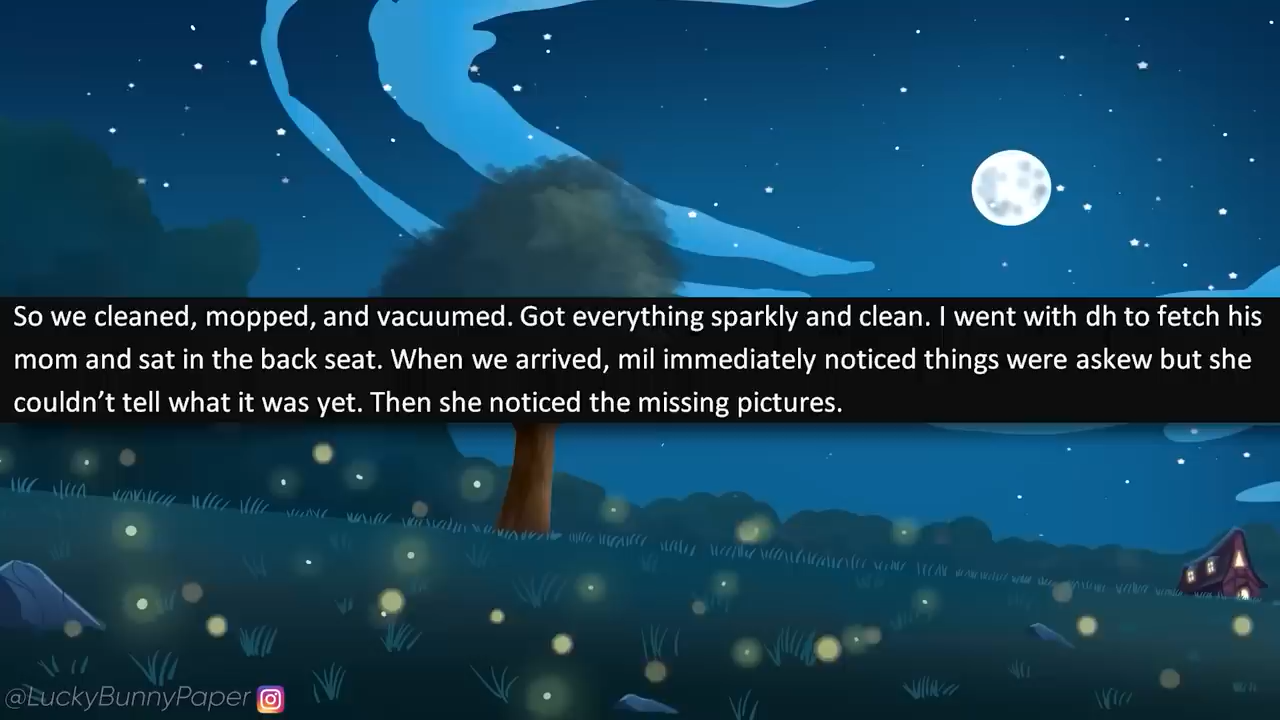 So we cleaned, mopped, and vacuumed. Got everything sparkly and clean. I went with dh to fetch his
mom and sat in the back seat. When we arrived, mil immediately noticed things were askew but she
couldn’t tell what it was yet. Then she noticed the missing pictures.
@LuckyBunnyPaper